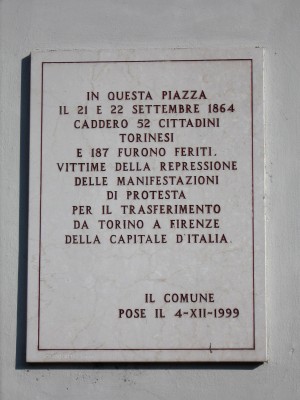 IN QUESTA PIAZZA
IL 21 E 22 SETTEMBRE 1864
CADDERO 52 CITTADINI
TORINESI
E 187 FURONO FERITI.
VITTIME DELLA REPRESSIONE
DELLE MANIFESTAZIONI
DI PROTESTA
PER IL TRASFERIMENTO
DA TORINO A FIRENZE
DELLA CAPITALE D'ITALIA.
IL COMUNE
POSE IL 4-XII-1999